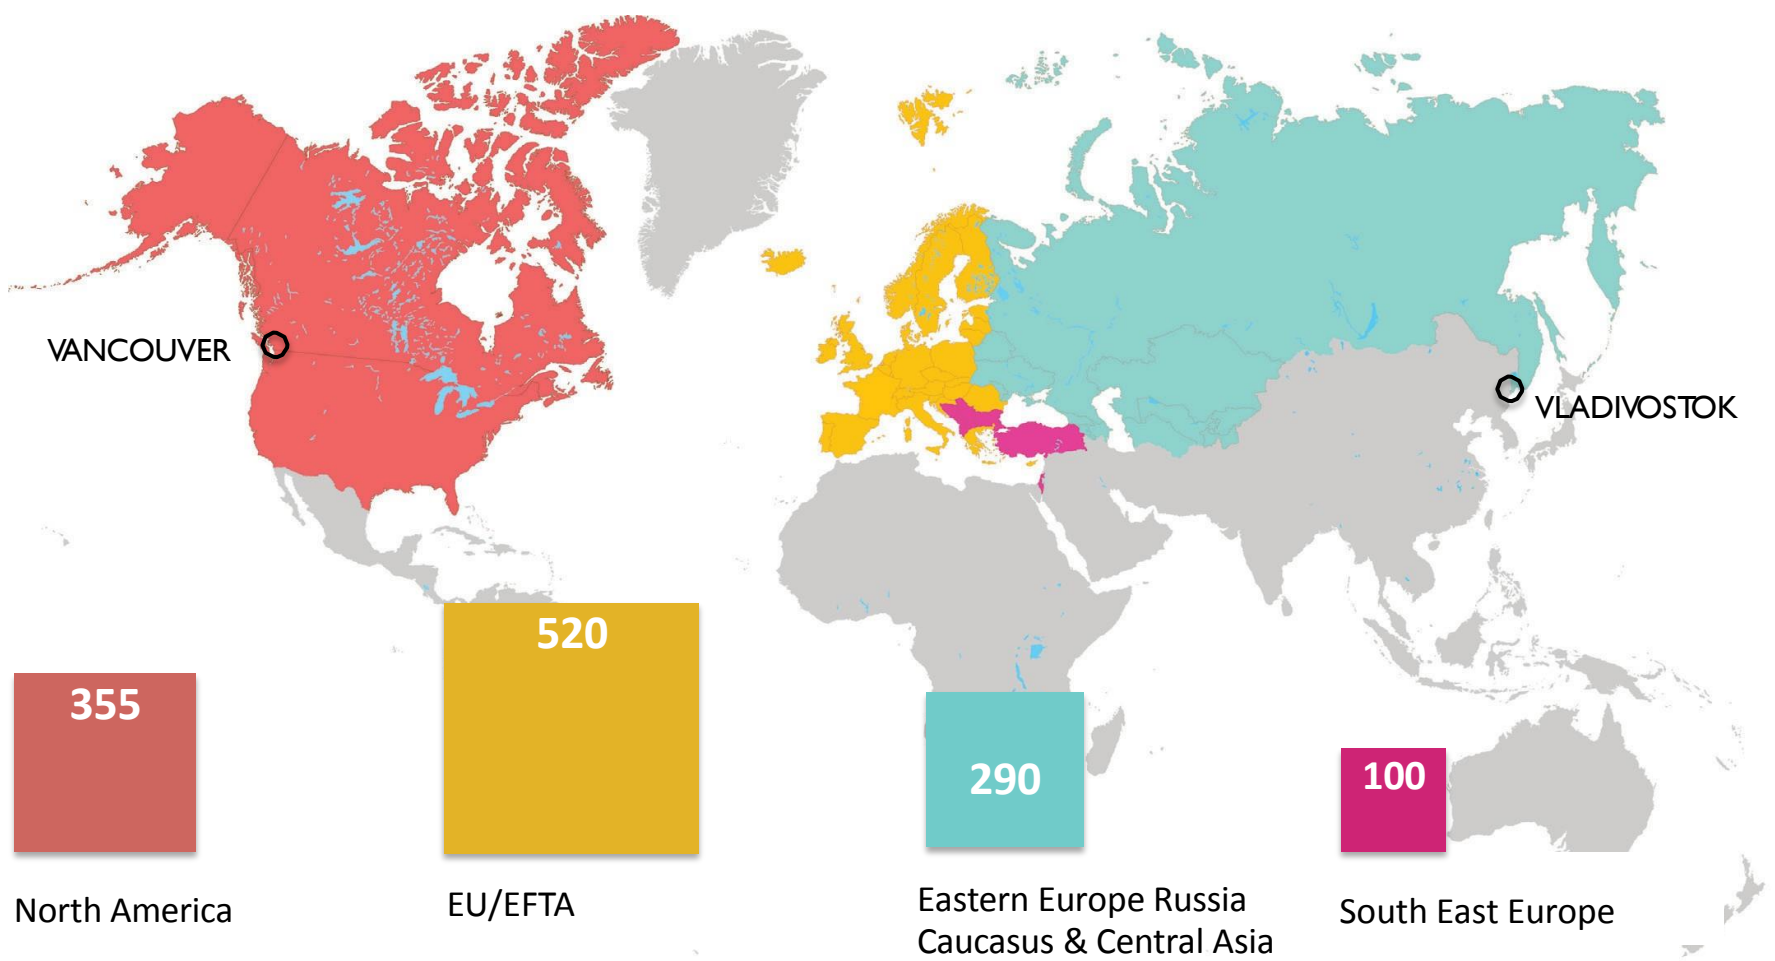 VANCOUVER
VLADIVOSTOK
520
355
290
100
North America
EU/EFTA
Eastern Europe Russia
Caucasus & Central Asia
South East Europe